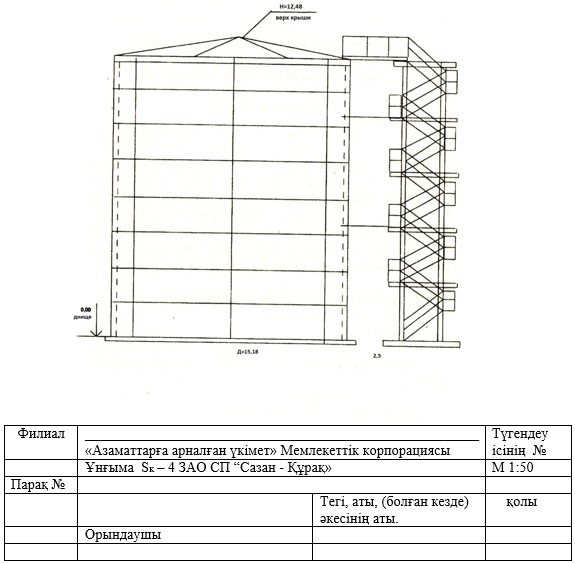 Н=12,48
верх крыши
0,00
днище
Д=15,18
2,5
Филиал
«Азаматтарға арналған үкімет» Мемлекеттік корпорациясы
Түгендеу
ісінің №
Ұнғыма Sк – 4 ЗАО СП “Сазан - Құрақ»
М 1:50
Парақ №
Тегі, аты, (болған кезде)
әкесінің аты.
қолы
Орындаушы